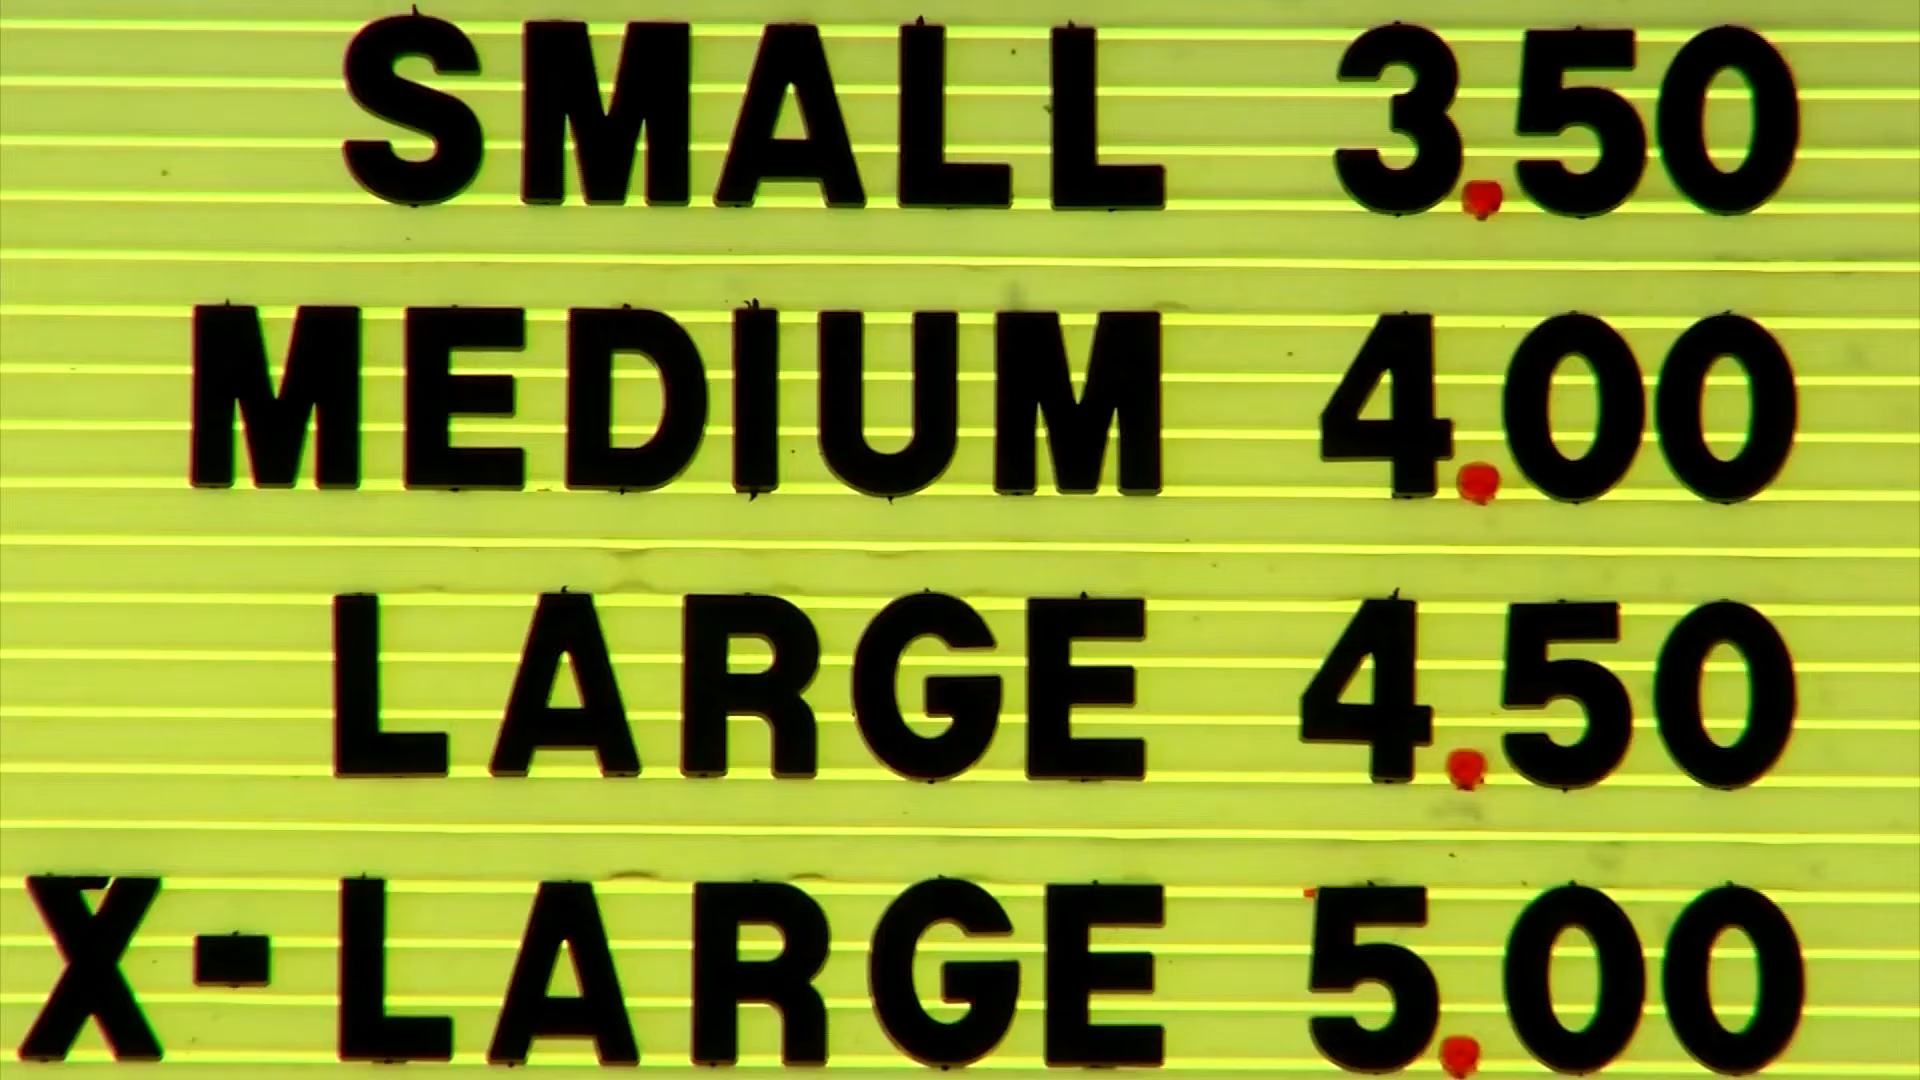 SMALL 3.50
MEDIUM 4.00
LARGE 4.50
X-LARGE 5.00